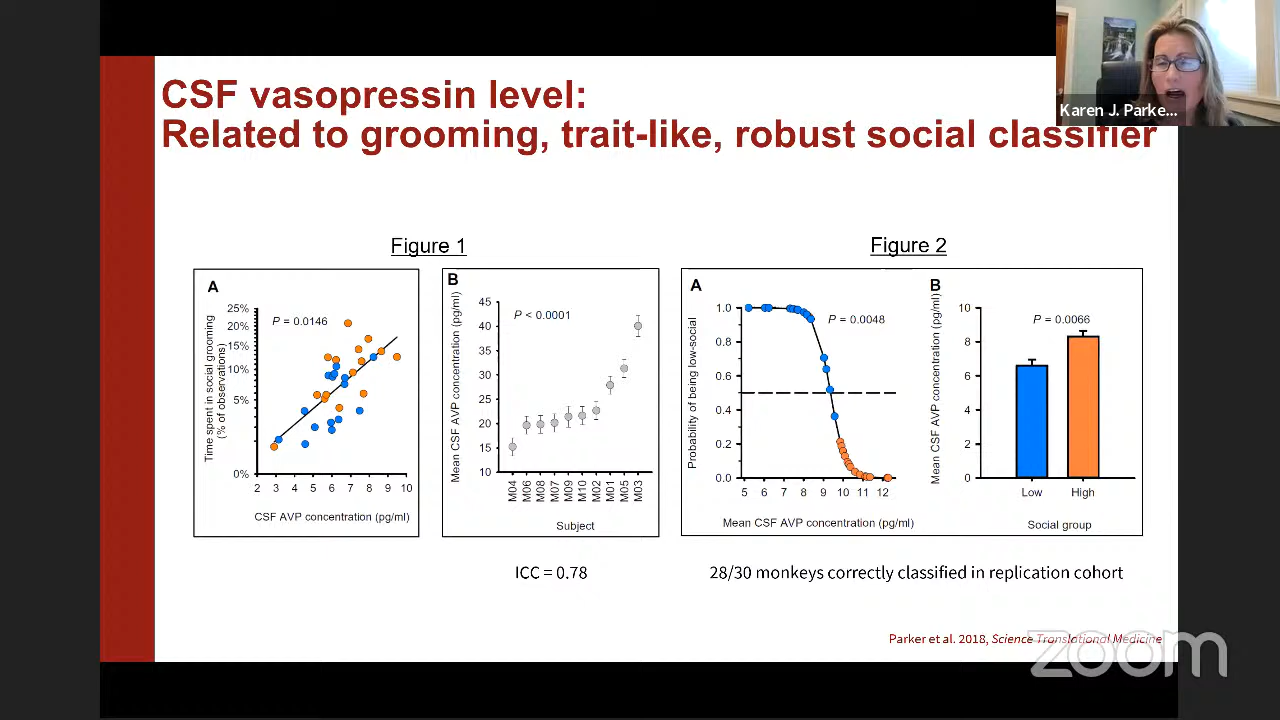 CSF vasopressin level:
Related to grooming, trait-like, robust social classifier
Karen J. Parke...
Figure 1
Figure 2
A
P = 0.0146
25%
20%
15%
10%
5%
0%
Time spent in social grooming
(% of observations)
2 3 4 5 6 7 8 9 10
CSF AVP concentration (pg/ml)
B
P < 0.0001
45
40
35
30
25
20
15
10
Mean CSF AVP concentration (pg/ml)
M04 M06 M08 M07 M09 M10 M02 M01 M05 M03
Subject
A
P = 0.0048
1.0
0.8
0.6
0.4
0.2
0.0
Probability of being low-social
5 6 7 8 9 10 11 12
Mean CSF AVP concentration (pg/ml)
B
P = 0.0066
10
8
6
4
2
0
Mean CSF AVP concentration (pg/ml)
Low High
Social group
ICC = 0.78
28/30 monkeys correctly classified in replication cohort
Parker et al. 2018, Science Translational Medicine
zoom